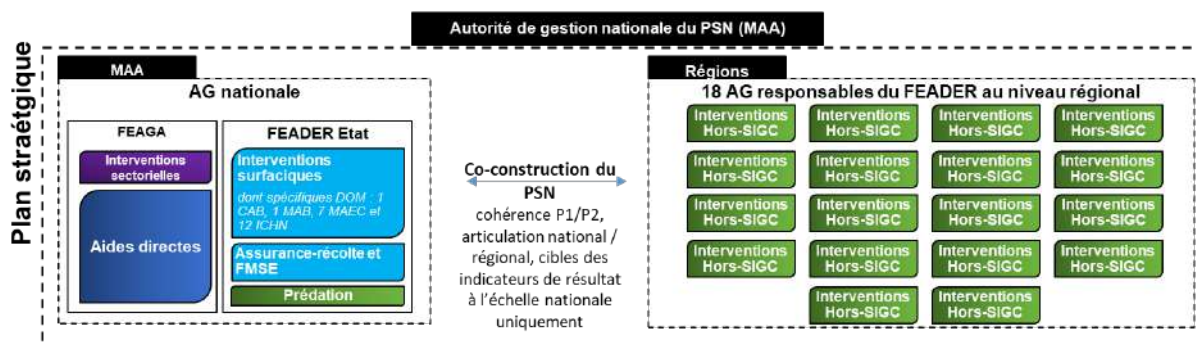 Autorité de gestion nationale du PSN (MAA)
Plan straétgique
MAA
AG nationale
FEAGA
Interventions
sectorielles
Aides directes
FEADER Etat
Interventions
surfaciques
dont spécifiques DOM : 1
CAB, 1 MAB, 7 MAEC et
12 ICHN
Assurance-récolte et
FMSE
Prédation
Co-construction du
PSN
cohérence P1/P2,
articulation national /
régional, cibles des
indicateurs de résultat
à l'échelle nationale
uniquement
Régions
18 AG responsables du FEADER au niveau régional
Interventions
Hors-SIGC
Interventions
Hors-SIGC
Interventions
Hors-SIGC
Interventions
Hors-SIGC
Interventions
Hors-SIGC
Interventions
Hors-SIGC
Interventions
Hors-SIGC
Interventions
Hors-SIGC
Interventions
Hors-SIGC
Interventions
Hors-SIGC
Interventions
Hors-SIGC
Interventions
Hors-SIGC
Interventions
Hors-SIGC
Interventions
Hors-SIGC
Interventions
Hors-SIGC
Interventions
Hors-SIGC
Interventions
Hors-SIGC
Interventions
Hors-SIGC